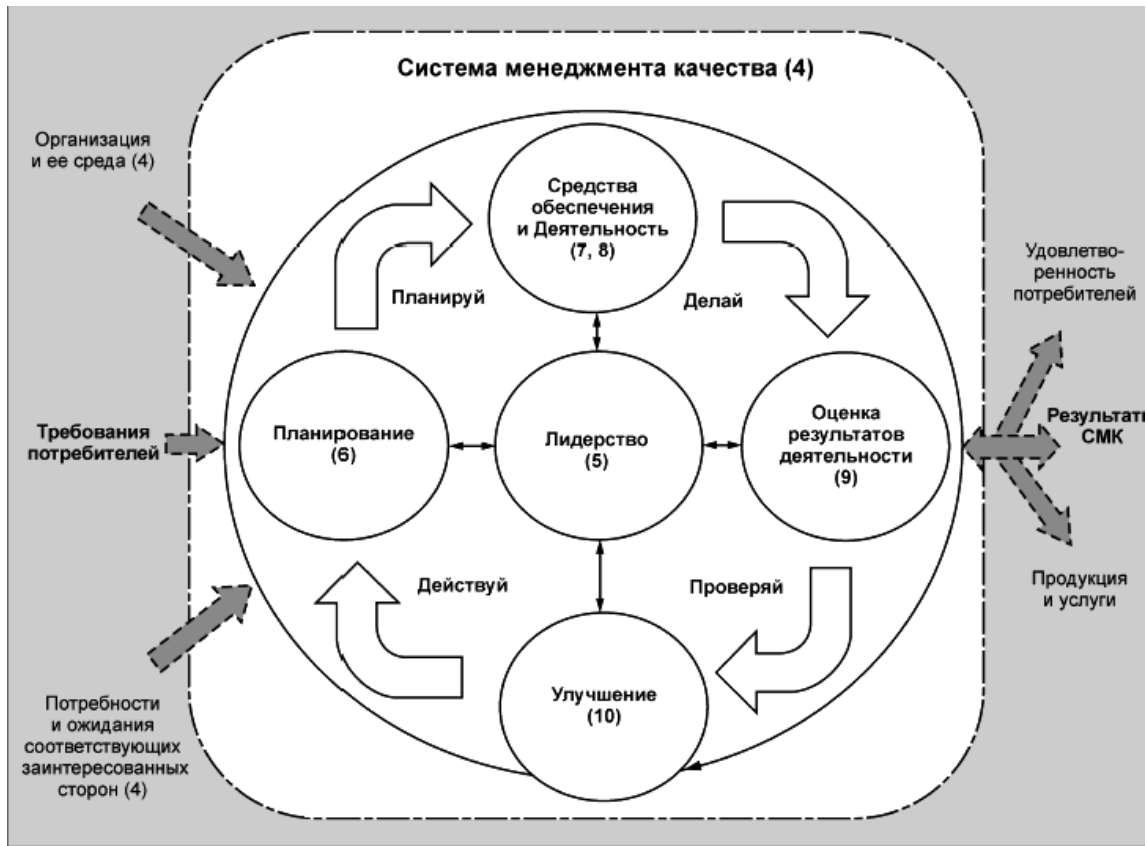 Система менеджмента качества (4)
Организация
и ее среда (4)
Средства
обеспечения
и Деятельность
(7, 8)
Планируй
Делай
Удовлетво-
ренность
потребителей
Требования
потребителей
Планирование
(6)
Лидерство
(5)
Оценка
результатов
деятельности
(9)
Результать
СМК
Действуй
Проверяй
Продукция
и услуги
Улучшение
(10)
Потребности
и ожидания
соответствующих
заинтересованных
сторон (4)